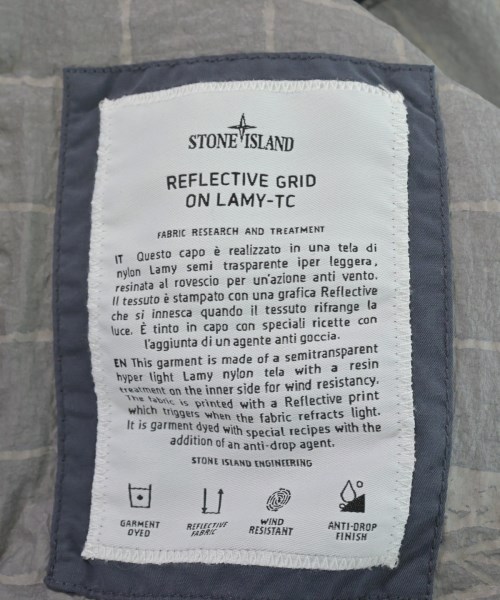 STONE ISLAND
REFLECTIVE GRID
ON LAMY-TC
FABRIC RESEARCH AND TREATMENT
IT Questo capo è realizzato in una tela di
nylon Lamy semi trasparente iper leggera,
resinata al rovescio per un'azione anti vento.
Il tessuto è stampato con una grafica Reflective
che si innesca quando il tessuto rifrange la
luce. È tinto in capo con speciali ricette con
l'aggiunta di un agente anti goccia.
EN This garment is made of a semitransparent
hyper light Lamy nylon tela with a resin
treatment on the inner side for wind resistancy.
The fabric is printed with a Reflective print
which triggers when the fabric refracts light.
It is garment dyed with special recipes with the
addition of an anti-drop agent.
STONE ISLAND ENGINEERING
GARMENT DYED
REFLECTIVE FABRIC
WIND RESISTANT
ANTI-DROP FINISH